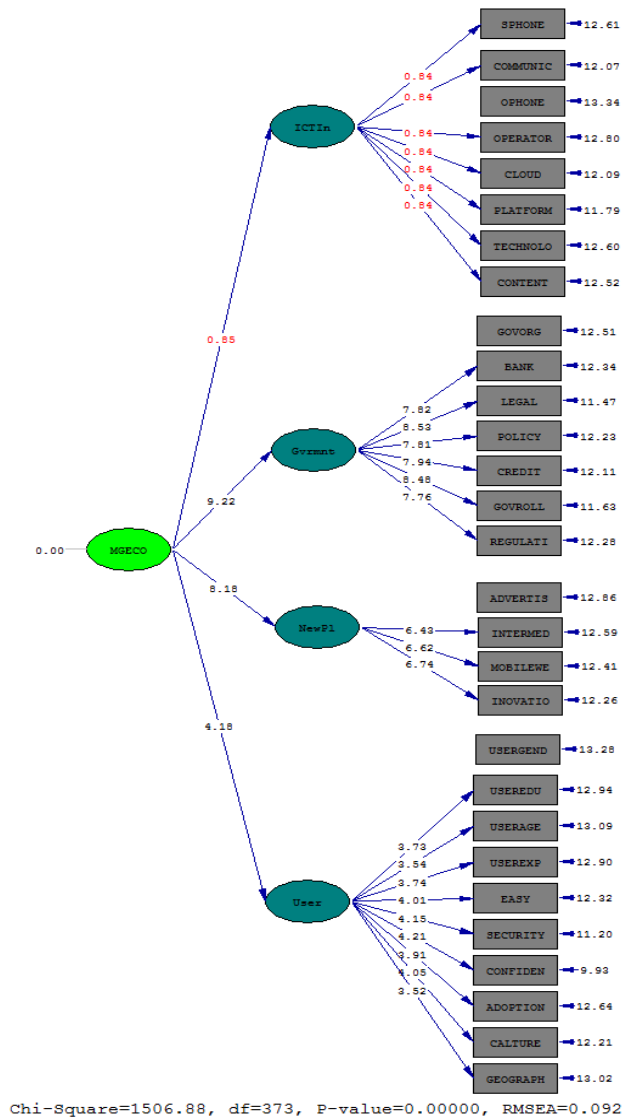 SPHONE 12.61
COMMUNIC 12.07
0.84
0.84
OPHONE 13.34
ICTIn
OPERATOR 12.80
0.84
0.84
CLOUD 12.09
0.84
0.84
PLATFORM 11.79
0.84
TECHNOLO 12.60
CONTENT 12.52
0.85
GOVORG 12.51
BANK 12.34
LEGAL 11.47
7.82
8.53
POLICY 12.23
7.81
Gvrmnt
7.94
CREDIT 12.11
8.48
GOVROLL 11.63
7.76
9.22
REGULATI 12.28
0.00 MGECO
8.18
ADVERTIS 12.86
NewPl
6.43
INTERMED 12.59
6.62
MOBILEWE 12.41
6.74
INOVATIO 12.26
4.18
USERGEND 13.28
USEREDU 12.94
USERAGE 13.09
3.73
3.54
USEREXP 12.90
3.74
User
4.01
EASY 12.32
4.15
SECURITY 11.20
4.21
3.91
CONFIDEN 9.93
4.05
3.52
ADOPTION 12.64
CALTURE 12.21
GEOGRAPH 13.02
Chi-Square=1506.88, df=373, P-value=0.00000, RMSEA=0.092